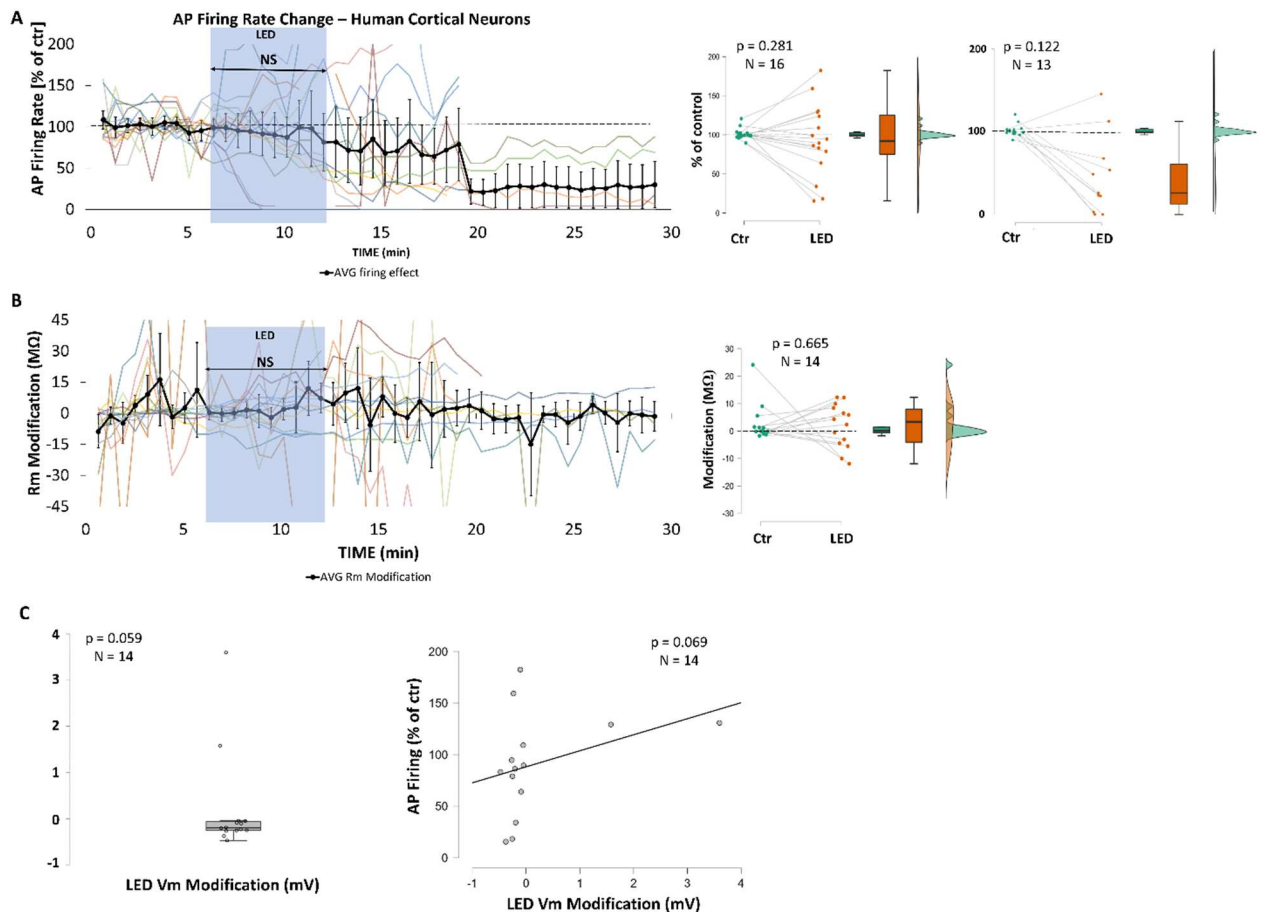 A
AP Firing Rate Change – Human Cortical Neurons
AP Firing Rate [% of ctr]
200
150
100
50
0
LED
NS
0 5 10 15 20 25 30
TIME (min)
AVG firing effect
p = 0.281
N = 16
% of control
200
150
100
50
0
Ctr LED
p = 0.122
N = 13
200
100
0
Ctr LED
B
Rm Modification (MΩ)
45
30
15
0
-15
-30
-45
LED
NS
0 5 10 15 20 25 30
TIME (min)
AVG Rm Modification
p = 0.665
N = 14
Modification (MΩ)
30
20
10
0
-10
-20
-30
Ctr LED
C
p = 0.059
N = 14
4
3
2
1
0
-1
LED Vm Modification (mV)
p = 0.069
N = 14
AP Firing (% of ctr)
200
150
100
50
0
-1 0 1 2 3 4
LED Vm Modification (mV)